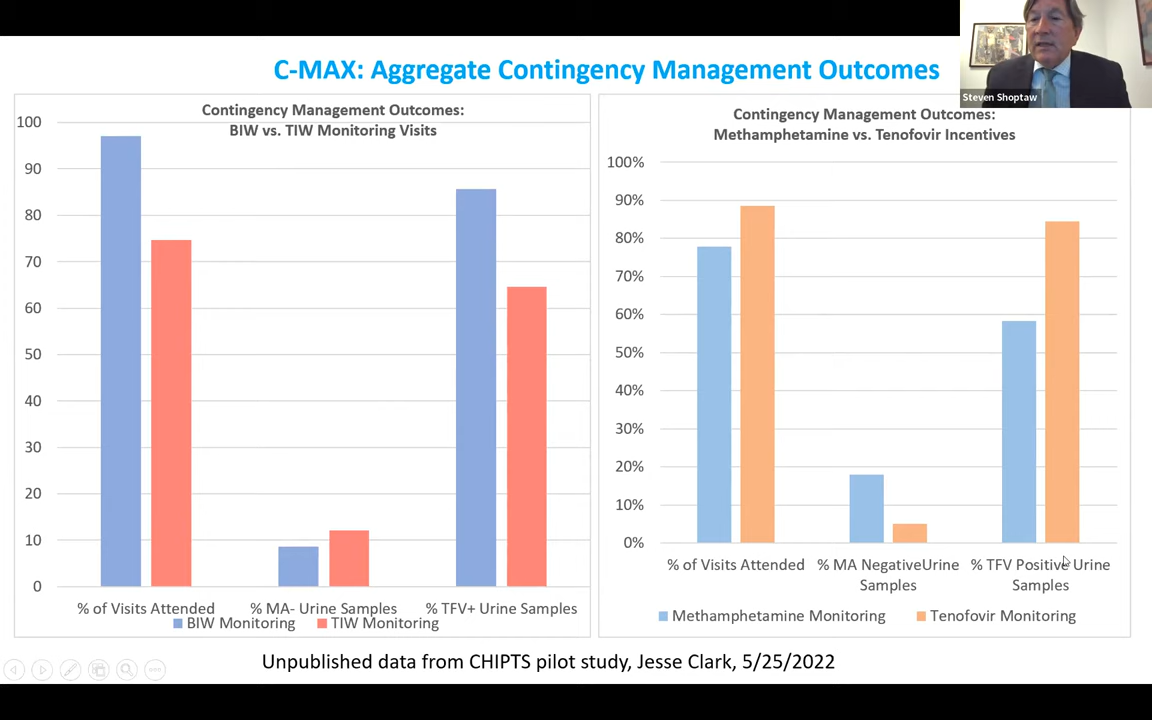 C-MAX: Aggregate Contingency Management Outcomes
Steven Shoptaw
Contingency Management Outcomes:
BIW vs. TIW Monitoring Visits
100
90
80
70
60
50
40
30
20
10
0
% of Visits Attended
% MA- Urine Samples
% TFV+ Urine Samples
BIW Monitoring
TIW Monitoring
Contingency Management Outcomes:
Methamphetamine vs. Tenofovir Incentives
100%
90%
80%
70%
60%
50%
40%
30%
20%
10%
0%
% of Visits Attended
% MA NegativeUrine
Samples
% TFV Positive Urine
Samples
Methamphetamine Monitoring
Tenofovir Monitoring
Unpublished data from CHIPTS pilot study, Jesse Clark, 5/25/2022